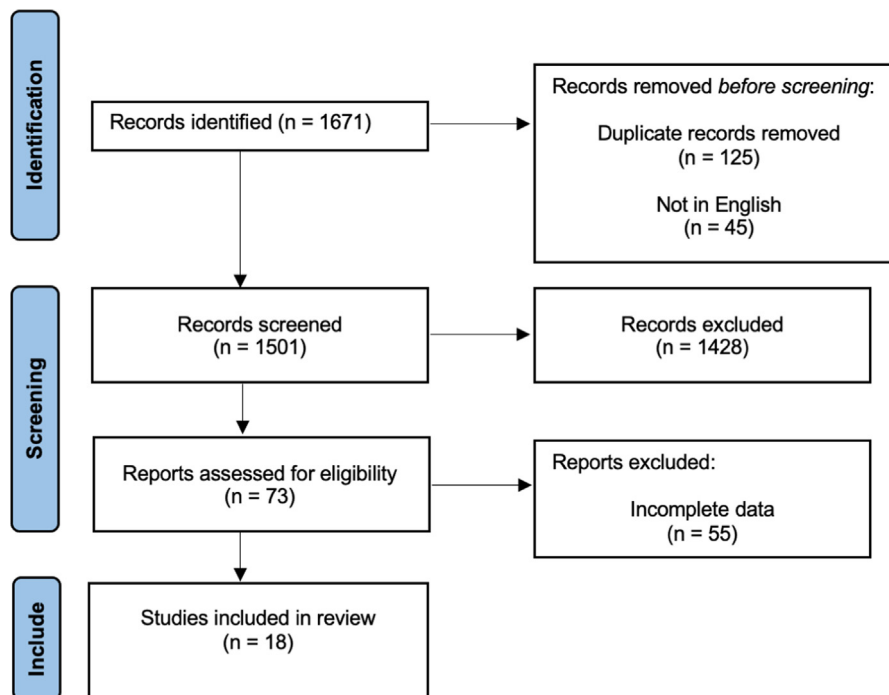 Identification
Records identified (n = 1671)
Records removed before screening:
Duplicate records removed
(n = 125)
Not in English
(n = 45)
Screening
Records screened
(n = 1501)
Records excluded
(n = 1428)
Reports assessed for eligibility
(n = 73)
Reports excluded:
Incomplete data
(n = 55)
Include
Studies included in review
(n = 18)